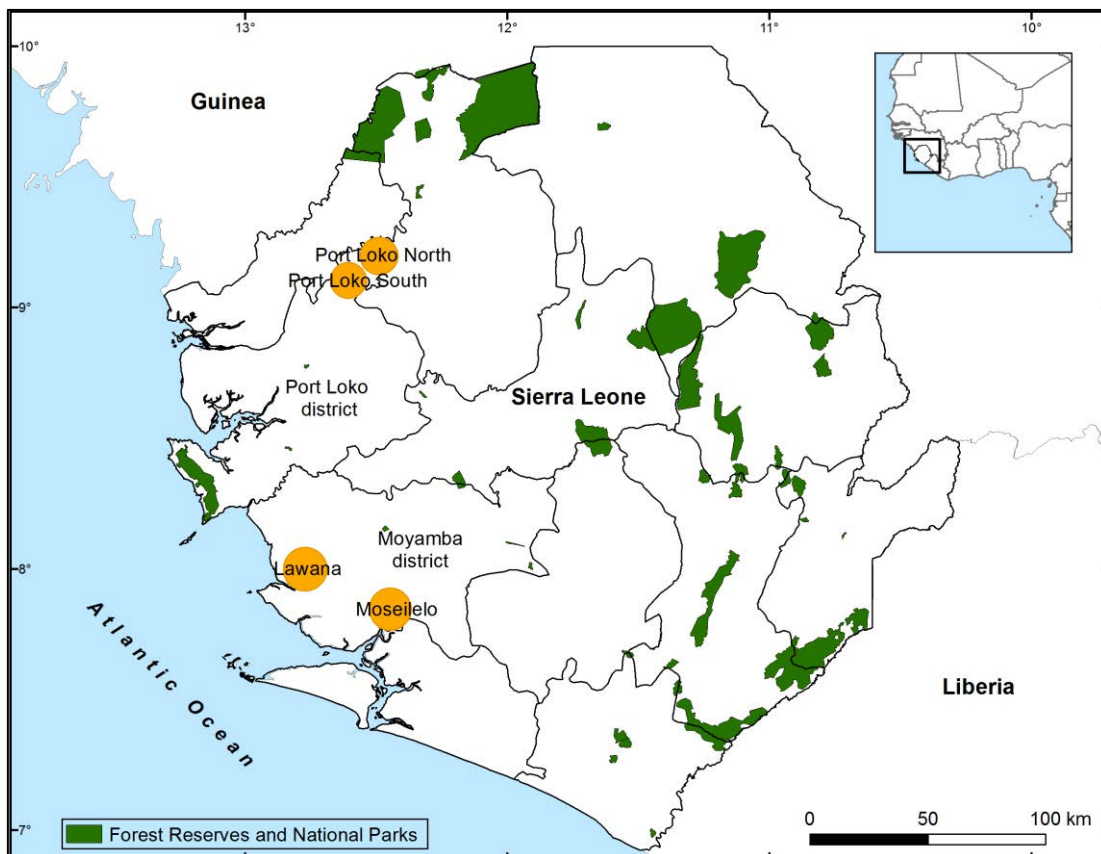 13°
12°
11°
10°
10°
Guinea
Port Loko North
Port Loko South
9°
Port Loko
district
Sierra Leone
Moyamba
district
8°
Lawana
Moseilelo
Atlantic Ocean
Liberia
7°
Forest Reserves and National Parks
0
50
100 km